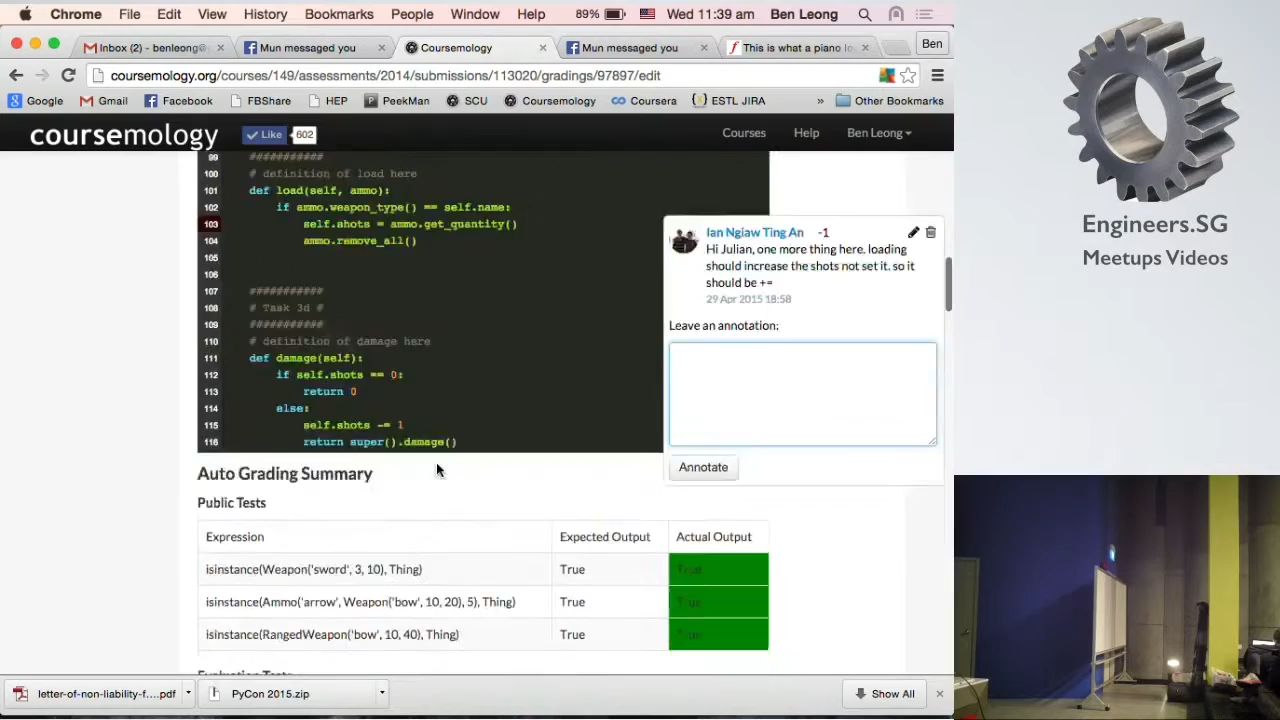 Chrome File Edit View History Bookmarks People Window Help 89% Wed 11:39 am Ben Leong
Inbox (2) - benleong@ Mun messaged you Coursemology Mun messaged you This is what a piano lo Ben
coursemology.org/courses/149/assessments/2014/submissions/113020/gradings/97897/edit
Google Gmail Facebook FBShare HEP PeekMan SCU Coursemology Coursera ESTL JIRA » Other Bookmarks
coursemology Like 602 Courses Help Ben Leong
99 ###########
100 # definition of load here
101 def load(self, ammo):
102 if ammo.weapon_type() == self.name:
103 self.shots = ammo.get_quantity()
104 ammo.remove_all()
105
106
107 ###########
108 # Task 3d #
109 ###########
110 # definition of damage here
111 def damage(self):
112 if self.shots == 0:
113 return 0
114 else:
115 self.shots -= 1
116 return super().damage()
Ian Ngiaw Ting An -1
Hi Julian, one more thing here. loading
should increase the shots not set it. so it
should be +=
29 Apr 2015 18:58
Leave an annotation:
Annotate
Auto Grading Summary
Public Tests
Expression Expected Output Actual Output
isinstance(Weapon('sword', 3, 10), Thing) True True
isinstance(Ammo('arrow', Weapon('bow', 10, 20), 5), Thing) True True
isinstance(RangedWeapon('bow', 10, 40), Thing) True True
Evaluation Tests
letter-of-non-liability-f....pdf PyCon 2015.zip Show All
Engineers.SG
Meetups Videos